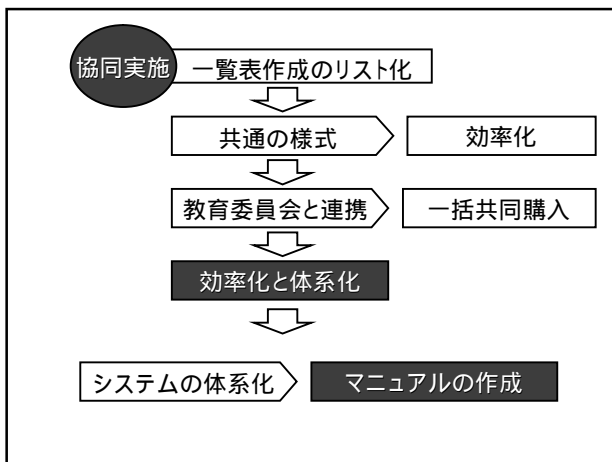 協同実施
一覧表作成のリスト化
共通の様式
効率化
教育委員会と連携
一括共同購入
効率化と体系化
システムの体系化
マニュアルの作成